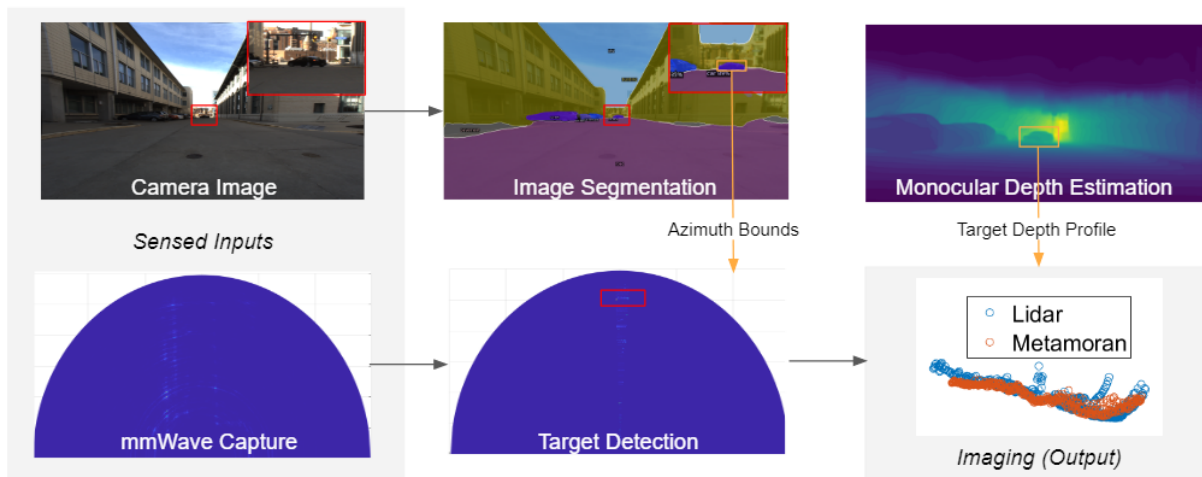 Camera Image
Image Segmentation
Monocular Depth Estimation
Sensed Inputs
Azimuth Bounds
Target Depth Profile
mmWave Capture
Target Detection
Lidar
Metamoran
Imaging (Output)